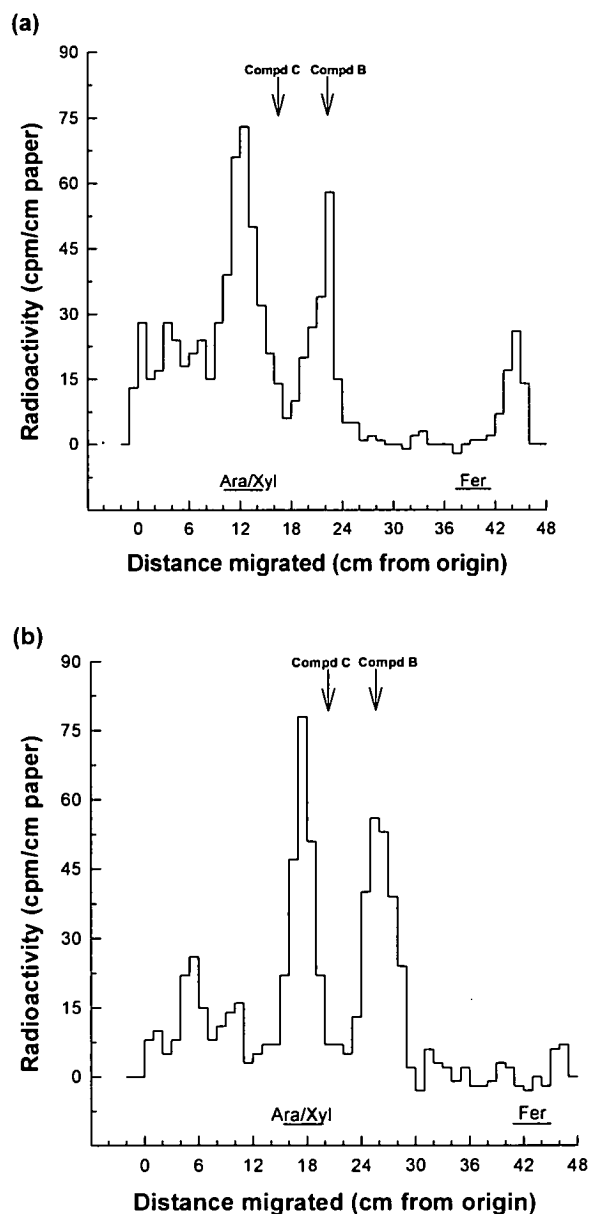 (a)
Compd C Compd B
90
75
60
45
30
15
0
Radioactivity (cpm/cm paper)
Ara/Xyl Fer
0 6 12 18 24 30 36 42 48
Distance migrated (cm from origin)
(b)
Compd C Compd B
90
75
60
45
30
15
0
Radioactivity (cpm/cm paper)
Ara/Xyl Fer
0 6 12 18 24 30 36 42 48
Distance migrated (cm from origin)